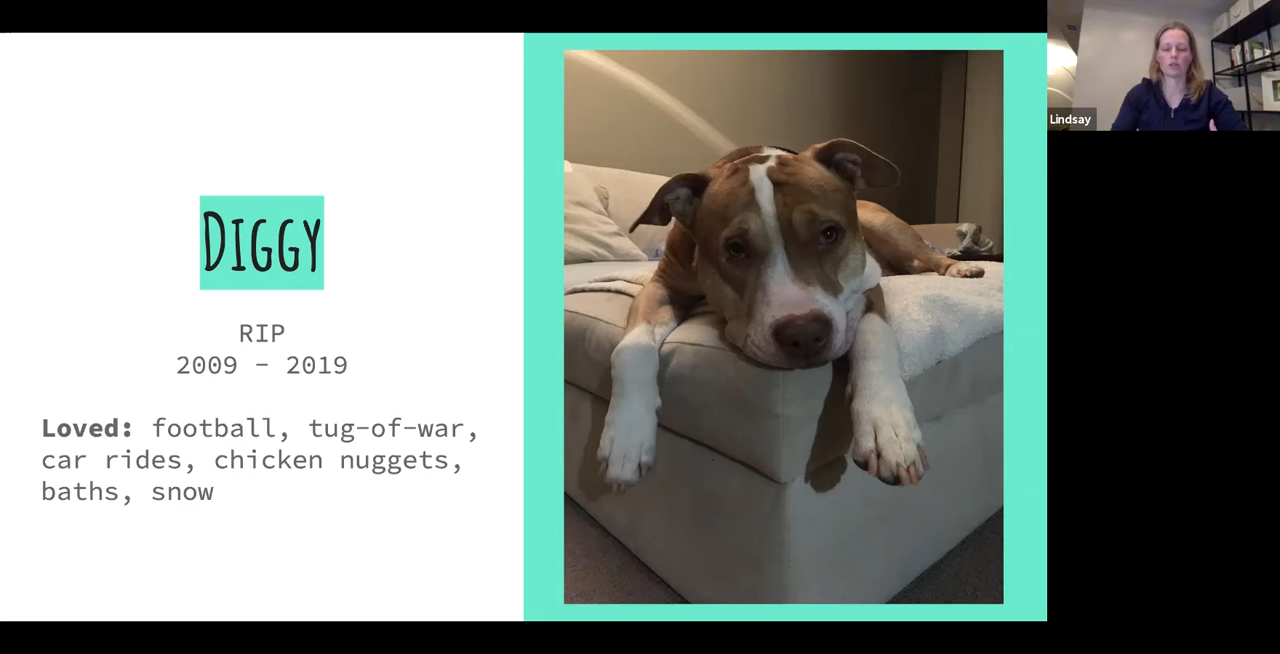 DIGGY
RIP
2009 - 2019
Loved: football, tug-of-war,
car rides, chicken nuggets,
baths, snow
Lindsay